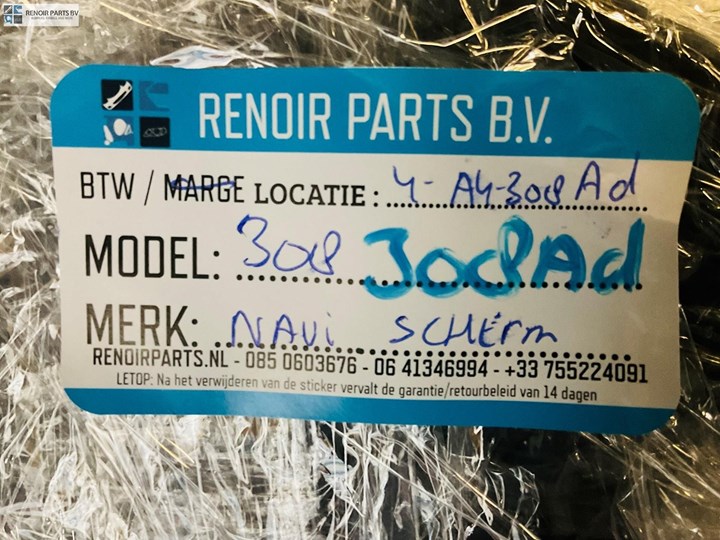 RENOIR PARTS BV
RENOIR PARTS B.V.
BTW / MARGE LOCATIE : 4-A4-308Ad
MODEL: 308 308Ad
MERK: NAVi SCHErm
RENOIRPARTS.NL - 085 0603676 - 06 41346994 - +33 755224091
LETOP: Na het verwijderen van de sticker vervalt de garantie/retourbeleid van 14 dagen